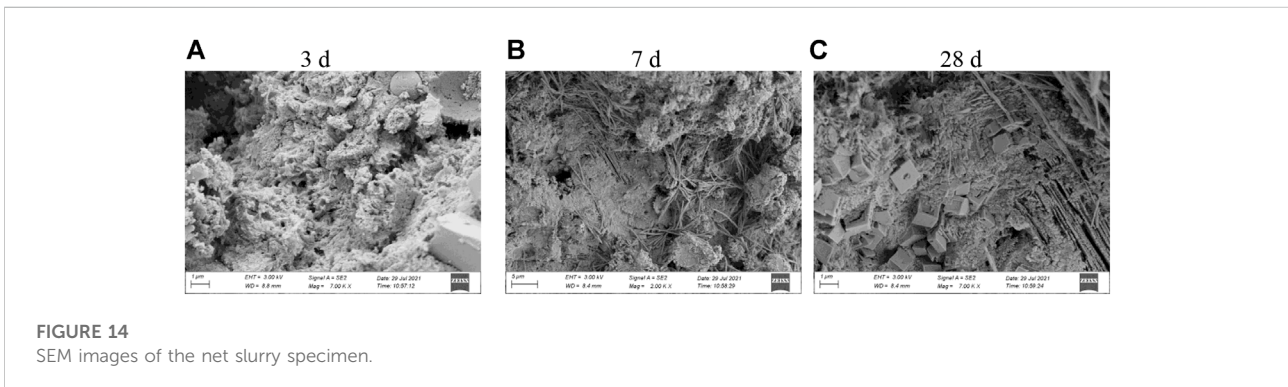 A
3 d
B
7 d
C
28 d
1 µm
EHT = 3.00 kV
Signal A = SE2
Date: 29 Jul 2021
WD = 8.8 mm
Mag = 7.00 K X
Time: 10:57:12
ZEISS
5 µm
EHT = 3.00 kV
Signal A = SE2
Date: 29 Jul 2021
WD = 8.4 mm
Mag = 2.00 K X
Time: 10:58:29
ZEISS
1 µm
EHT = 3.00 kV
Signal A = SE2
Date: 29 Jul 2021
WD = 8.4 mm
Mag = 7.00 K X
Time: 10:59:24
ZEISS
FIGURE 14
SEM images of the net slurry specimen.